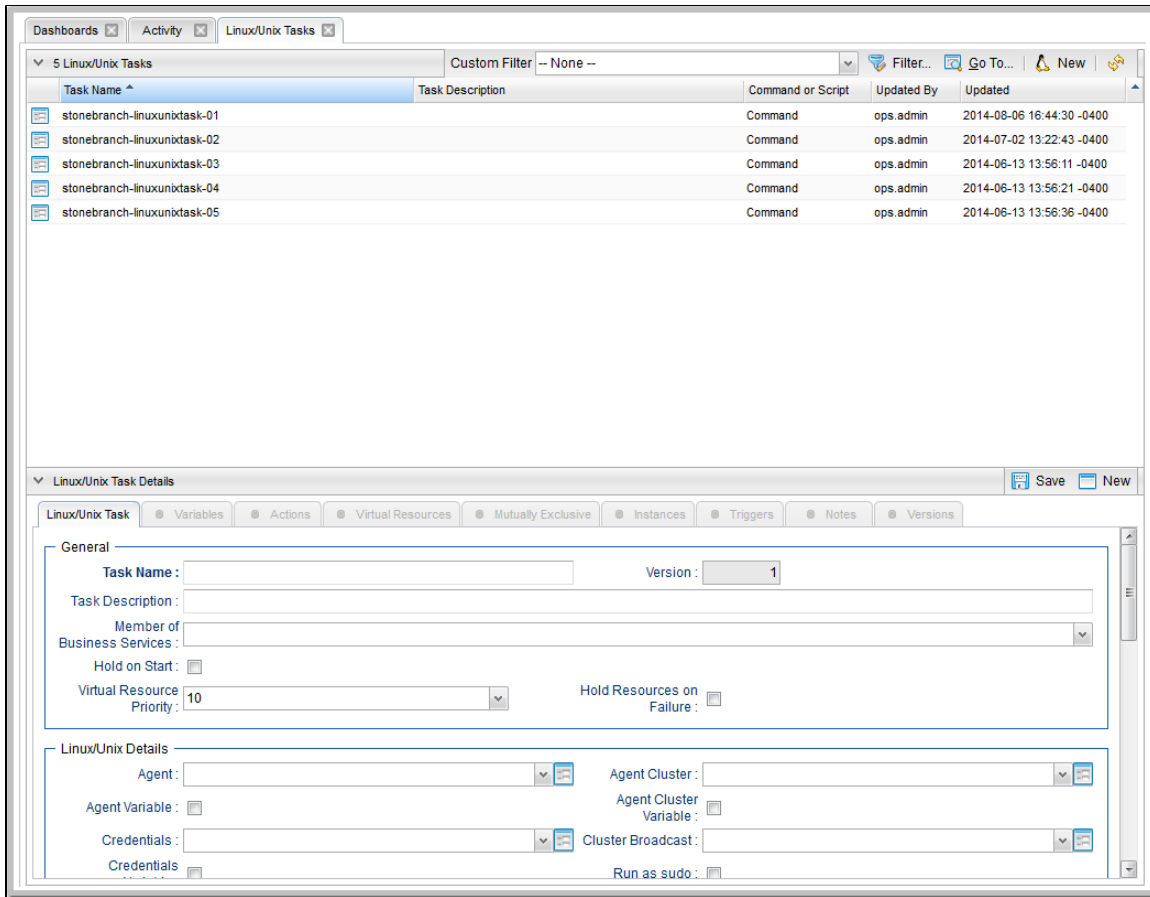 Dashboards Activity Linux/Unix Tasks
5 Linux/Unix Tasks Custom Filter -- None -- Filter... Go To... New
Task Name Task Description Command or Script Updated By Updated
stonebranch-linuxunixtask-01 Command ops.admin 2014-08-06 16:44:30 -0400
stonebranch-linuxunixtask-02 Command ops.admin 2014-07-02 13:22:43 -0400
stonebranch-linuxunixtask-03 Command ops.admin 2014-06-13 13:56:11 -0400
stonebranch-linuxunixtask-04 Command ops.admin 2014-06-13 13:56:21 -0400
stonebranch-linuxunixtask-05 Command ops.admin 2014-06-13 13:56:36 -0400
Linux/Unix Task Details Save New
Linux/Unix Task Variables Actions Virtual Resources Mutually Exclusive Instances Triggers Notes Versions
General
Task Name : Version : 1
Task Description :
Member of
Business Services :
Hold on Start :
Virtual Resource
Priority : 10
Hold Resources on
Failure :
Linux/Unix Details
Agent : Agent Cluster :
Agent Variable : Agent Cluster
Variable :
Credentials : Cluster Broadcast :
Credentials
Run as sudo :